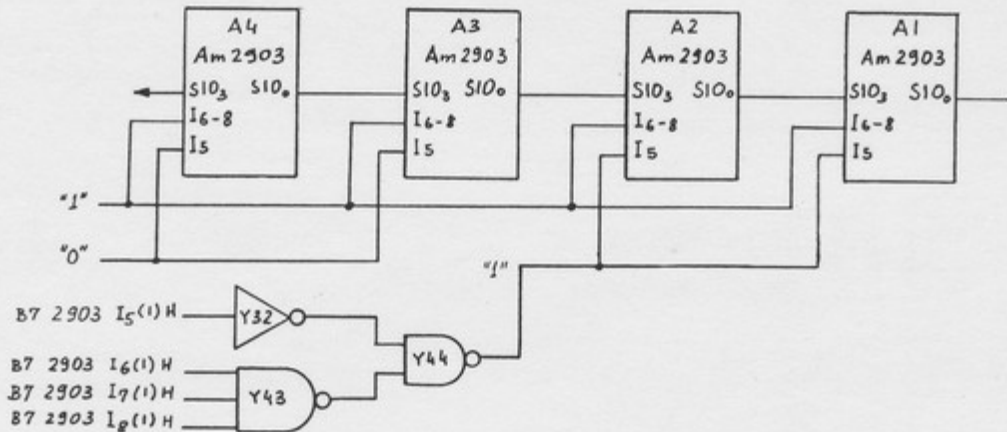 A4 A3 A2 A1
Am2903 Am2903 Am2903 Am2903
SIO₃ SIO₀ SIO₃ SIO₀ SIO₃ SIO₀ SIO₃ SIO₀
I₆₋₈ I₆₋₈ I₆₋₈ I₆₋₈
I₅ I₅ I₅ I₅
"1"
"0" "1"
B7 2903 I₅(1)H Y32
Y44
B7 2903 I₆(1)H
B7 2903 I₇(1)H Y43
B7 2903 I₈(1)H